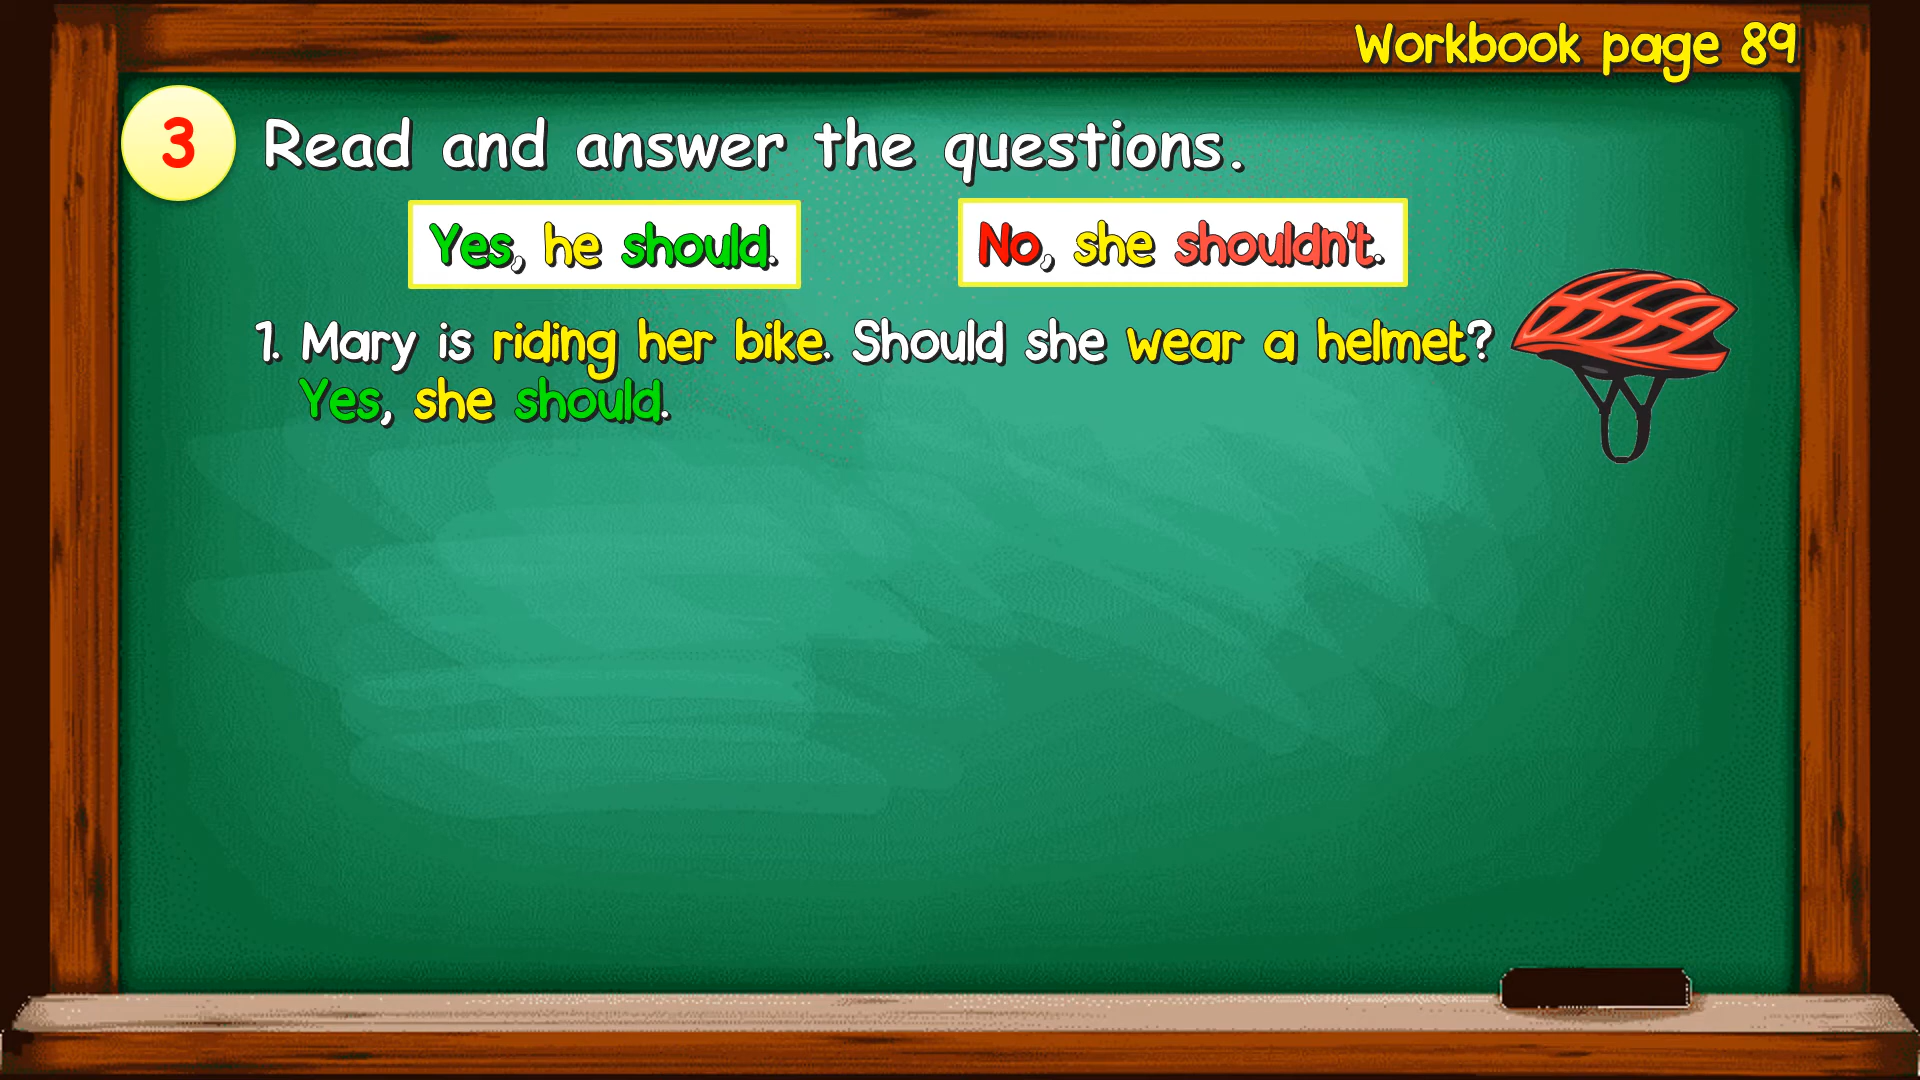 Workbook page 89
3 Read and answer the questions.
Yes, he should. No, she shouldn't.
1. Mary is riding her bike. Should she wear a helmet?
Yes, she should.